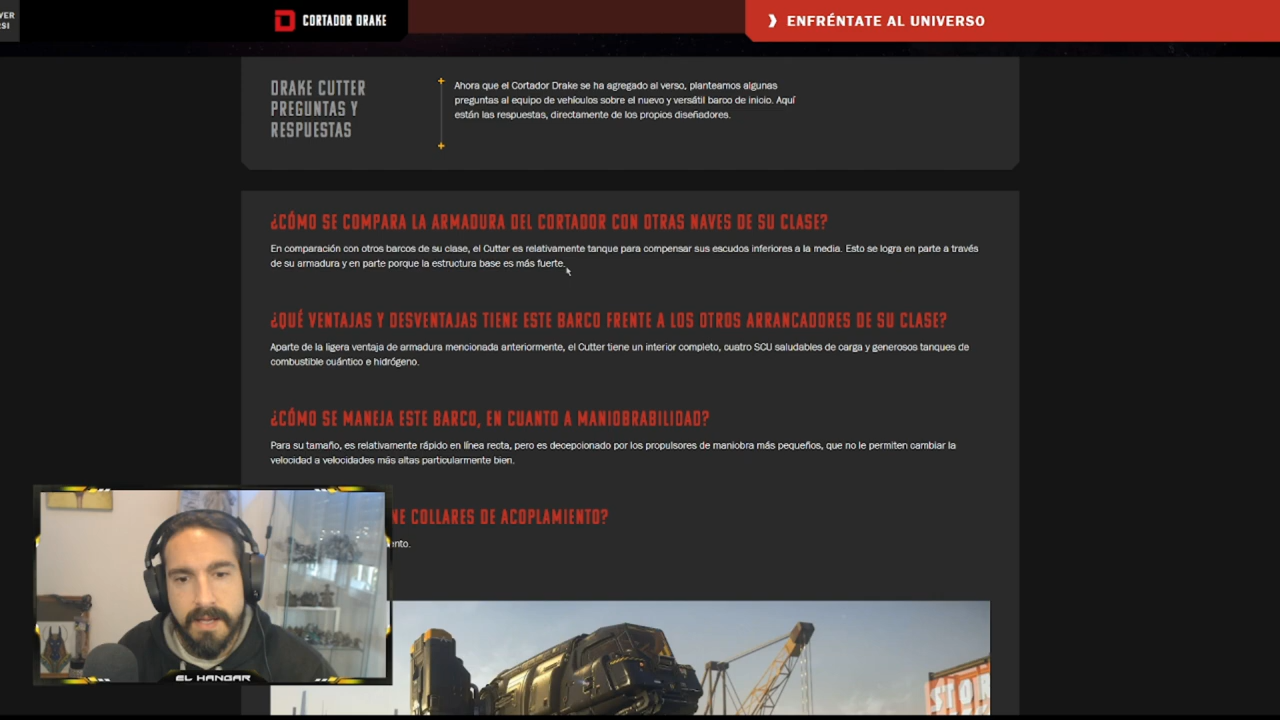 VER
RSI
CORTADOR DRAKE
ENFRÉNTATE AL UNIVERSO
DRAKE CUTTER
PREGUNTAS Y
RESPUESTAS
Ahora que el Cortador Drake se ha agregado al verso, planteamos algunas
preguntas al equipo de vehículos sobre el nuevo y versátil barco de inicio. Aquí
están las respuestas, directamente de los propios diseñadores.
¿CÓMO SE COMPARA LA ARMADURA DEL CORTADOR CON OTRAS NAVES DE SU CLASE?
En comparación con otros barcos de su clase, el Cutter es relativamente tanque para compensar sus escudos inferiores a la media. Esto se logra en parte a través
de su armadura y en parte porque la estructura base es más fuerte.
¿QUÉ VENTAJAS Y DESVENTAJAS TIENE ESTE BARCO FRENTE A LOS OTROS ARRANCADORES DE SU CLASE?
Aparte de la ligera ventaja de armadura mencionada anteriormente, el Cutter tiene un interior completo, cuatro SCU saludables de carga y generosos tanques de
combustible cuántico e hidrógeno.
¿CÓMO SE MANEJA ESTE BARCO, EN CUANTO A MANIOBRABILIDAD?
Para su tamaño, es relativamente rápido en línea recta, pero es decepcionado por los propulsores de maniobra más pequeños, que no le permiten cambiar la
velocidad a velocidades más altas particularmente bien.
NE COLLARES DE ACOPLAMIENTO?
ento.
EL HANGAR